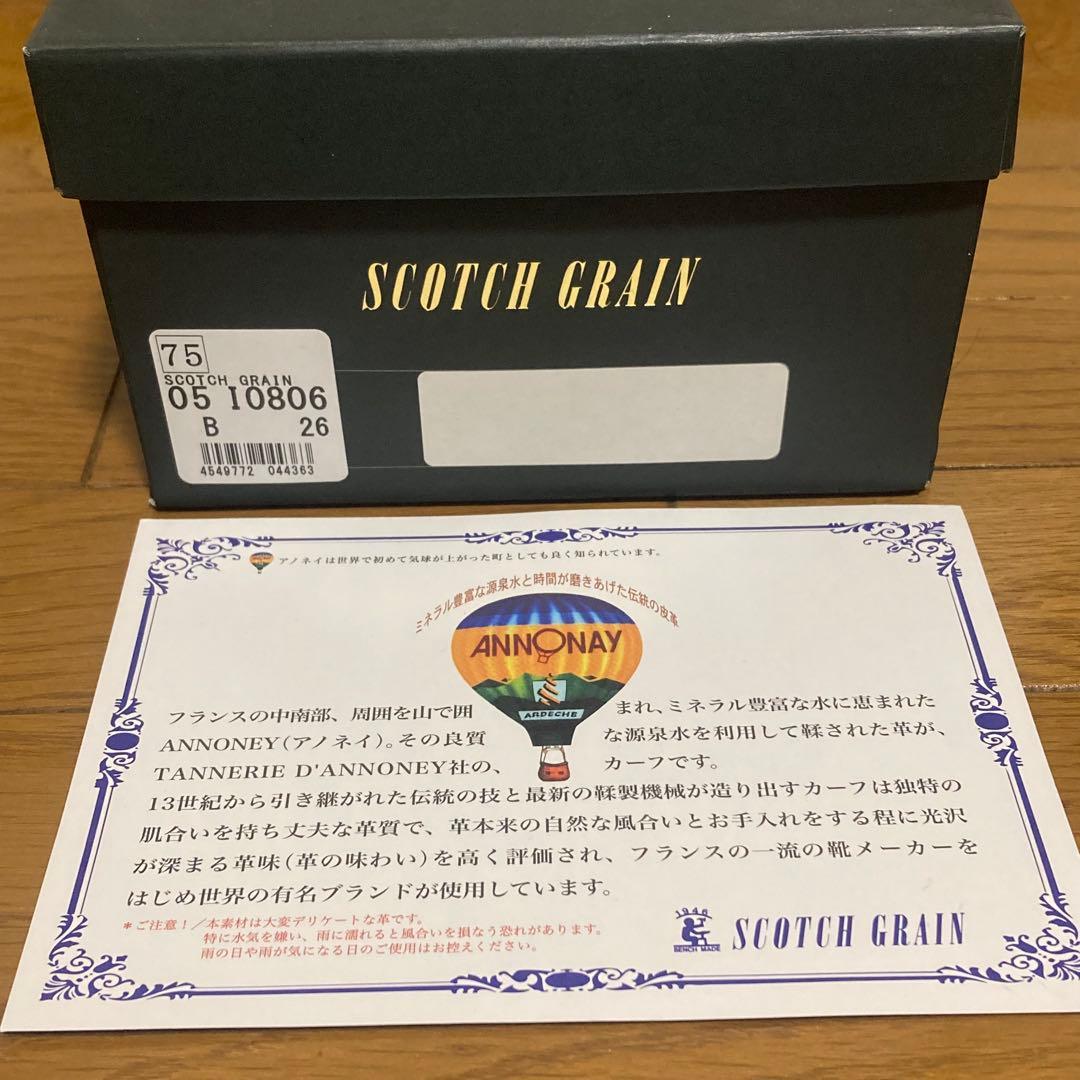 SCOTCH GRAIN
75
SCOTCH GRAIN
05 I0806
B 26
4549772 044363
アノネイは世界で初めて気球が上がった町としても良く知られています。
ミネラル豊富な源泉水と時間が磨きあげた伝統の皮革
ANNONAY
ARDECHE
フランスの中南部、周囲を山で囲まれ、ミネラル豊富な水に恵まれた
ANNONEY(アノネイ)。その良質な源泉水を利用して鞣された革が、
TANNERIE D'ANNONEY社の、カーフです。
13世紀から引き継がれた伝統の技と最新の鞣製機械が造り出すカーフは独特の
肌合いを持ち丈夫な革質で、革本来の自然な風合いとお手入れをする程に光沢
が深まる革味(革の味わい)を高く評価され、フランスの一流の靴メーカーを
はじめ世界の有名ブランドが使用しています。
*ご注意!/本素材は大変デリケートな革です。
特に水気を嫌い、雨に濡れると風合いを損なう恐れがあります。
雨の日や雨が気になる日のご使用はお控えください。
1946
BENCH MADE
SCOTCH GRAIN